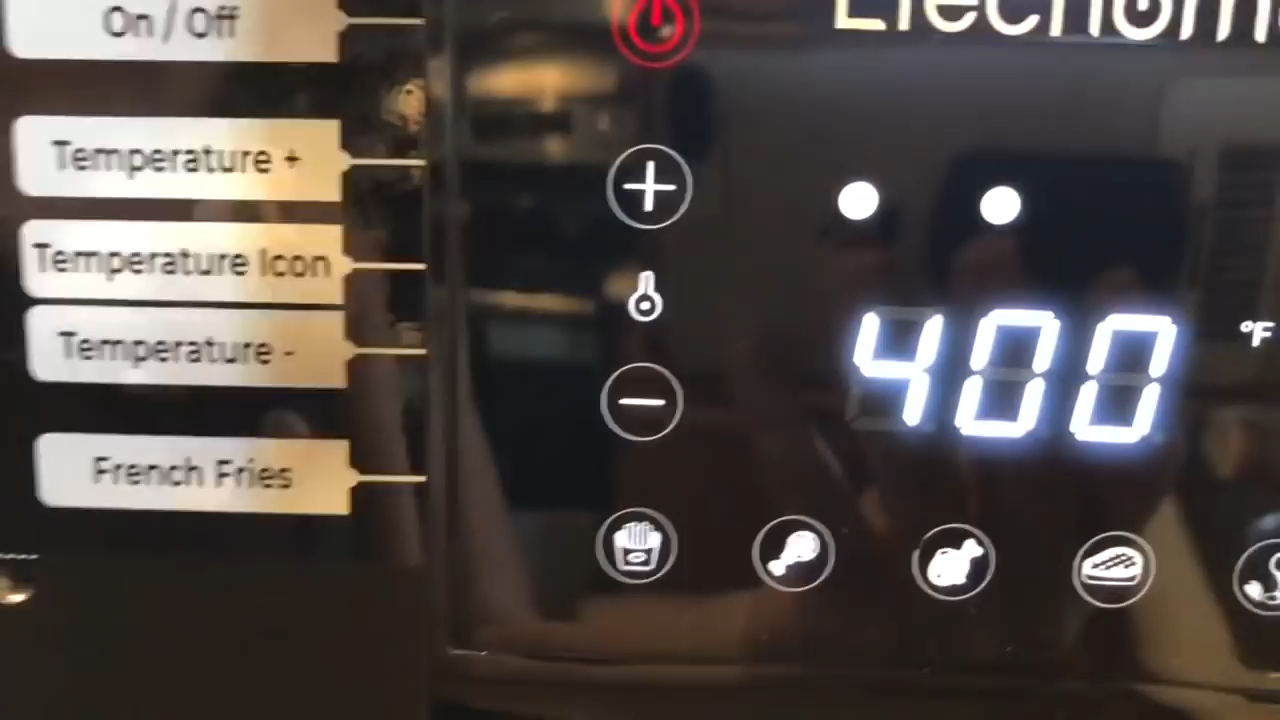 On / Off
Temperature +
Temperature Icon
Temperature -
French Fries
400
°F